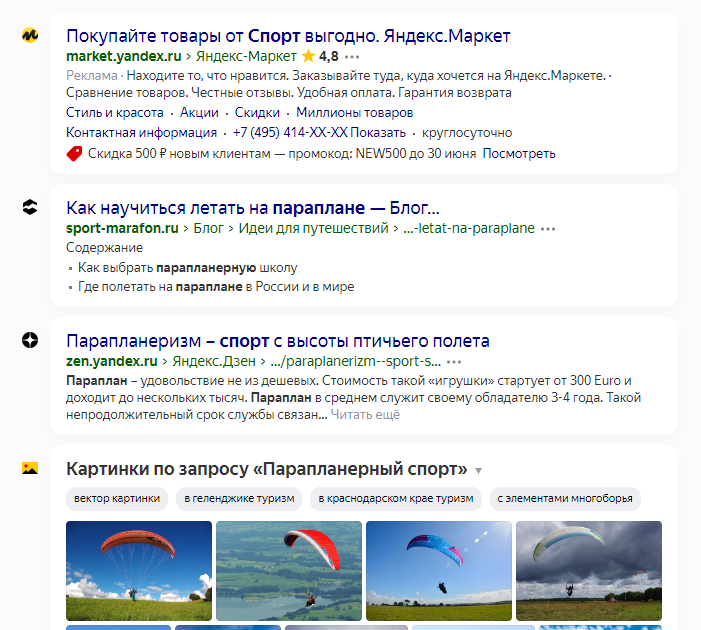 Покупайте товары от Спорт выгодно. Яндекс.Маркет
market.yandex.ru › Яндекс-Маркет ★ 4,8 •••
Реклама · Находите то, что нравится. Заказывайте туда, куда хочется на Яндекс.Маркете. ·
Сравнение товаров. Честные отзывы. Удобная оплата. Гарантия возврата
Стиль и красота · Акции · Скидки · Миллионы товаров
Контактная информация · +7 (495) 414-XX-XX Показать · круглосуточно
Скидка 500 ₽ новым клиентам — промокод: NEW500 до 30 июня Посмотреть
Как научиться летать на параплане — Блог...
sport-marafon.ru › Блог › Идеи для путешествий › ...-letat-na-paraplane •••
Содержание
• Как выбрать парапланерную школу
• Где полетать на параплане в России и в мире
Парапланеризм – спорт с высоты птичьего полета
zen.yandex.ru › Яндекс.Дзен › .../paraplanerizm--sport-s... •••
Параплан – удовольствие не из дешевых. Стоимость такой «игрушки» стартует от 300 Euro и
доходит до нескольких тысяч. Параплан в среднем служит своему обладателю 3-4 года. Такой
непродолжительный срок службы связан... Читать ещё
Картинки по запросу «Парапланерный спорт» ▾
вектор картинки в геленджике туризм в краснодарском крае туризм с элементами многоборья